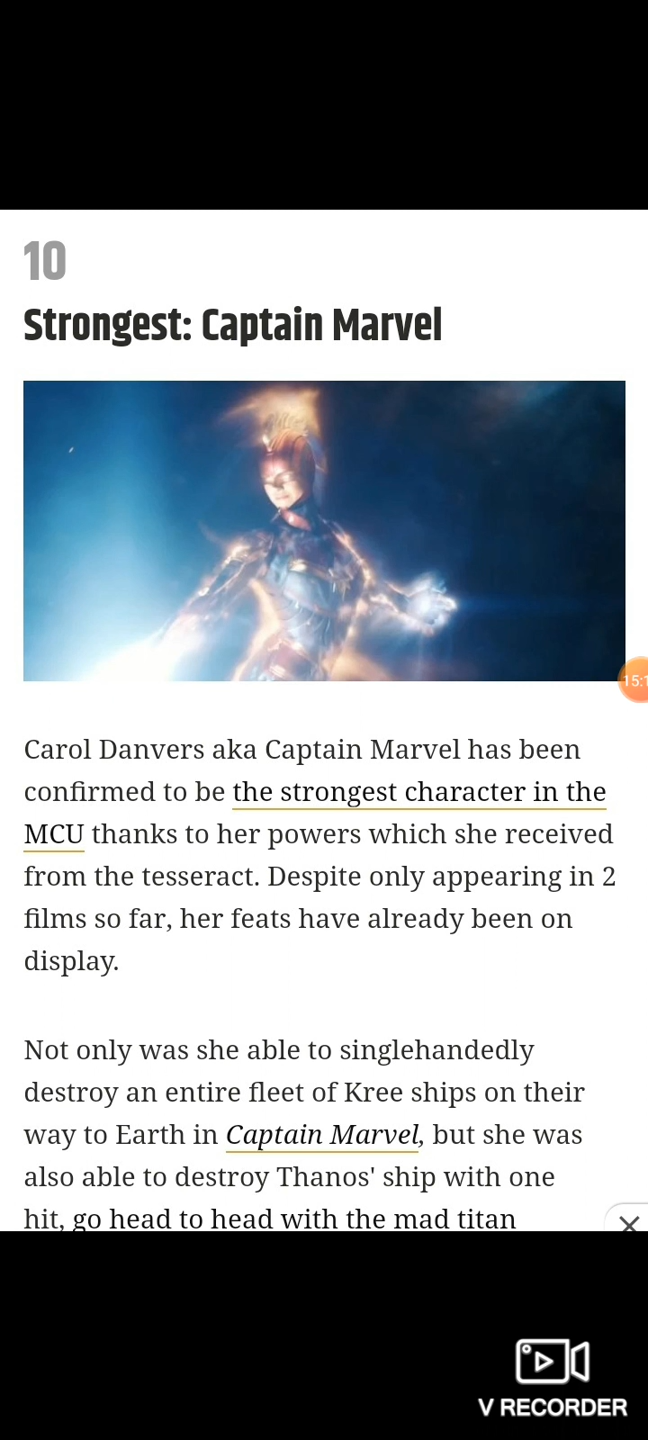 10
Strongest: Captain Marvel
15:1
Carol Danvers aka Captain Marvel has been
confirmed to be the strongest character in the
MCU thanks to her powers which she received
from the tesseract. Despite only appearing in 2
films so far, her feats have already been on
display.
Not only was she able to singlehandedly
destroy an entire fleet of Kree ships on their
way to Earth in Captain Marvel, but she was
also able to destroy Thanos' ship with one
hit, go head to head with the mad titan
V RECORDER